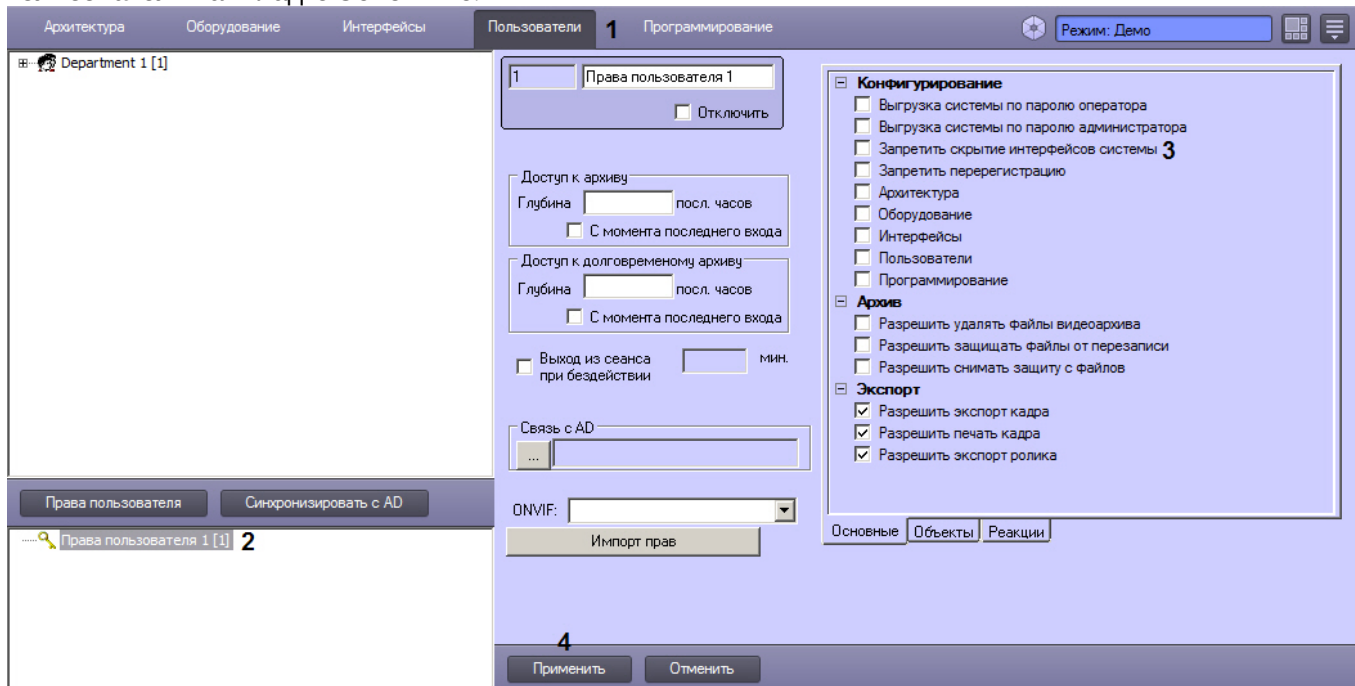 Архитектура Оборудование Интерфейсы Пользователи 1 Программирование Режим: Демо
Department 1 [1]
1 Права пользователя 1
Отключить
Доступ к архиву
Глубина посл. часов
С момента последнего входа
Доступ к долговременому архиву
Глубина посл. часов
С момента последнего входа
Выход из сеанса мин.
при бездействии
Связь с AD
...
ONVIF:
Импорт прав
Конфигурирование
Выгрузка системы по паролю оператора
Выгрузка системы по паролю администратора
Запретить скрытие интерфейсов системы 3
Запретить перерегистрацию
Архитектура
Оборудование
Интерфейсы
Пользователи
Программирование
Архив
Разрешить удалять файлы видеоархива
Разрешить защищать файлы от перезаписи
Разрешить снимать защиту с файлов
Экспорт
Разрешить экспорт кадра
Разрешить печать кадра
Разрешить экспорт ролика
Основные Объекты Реакции
Права пользователя Синхронизировать с AD
Права пользователя 1 [1] 2
4
Применить Отменить